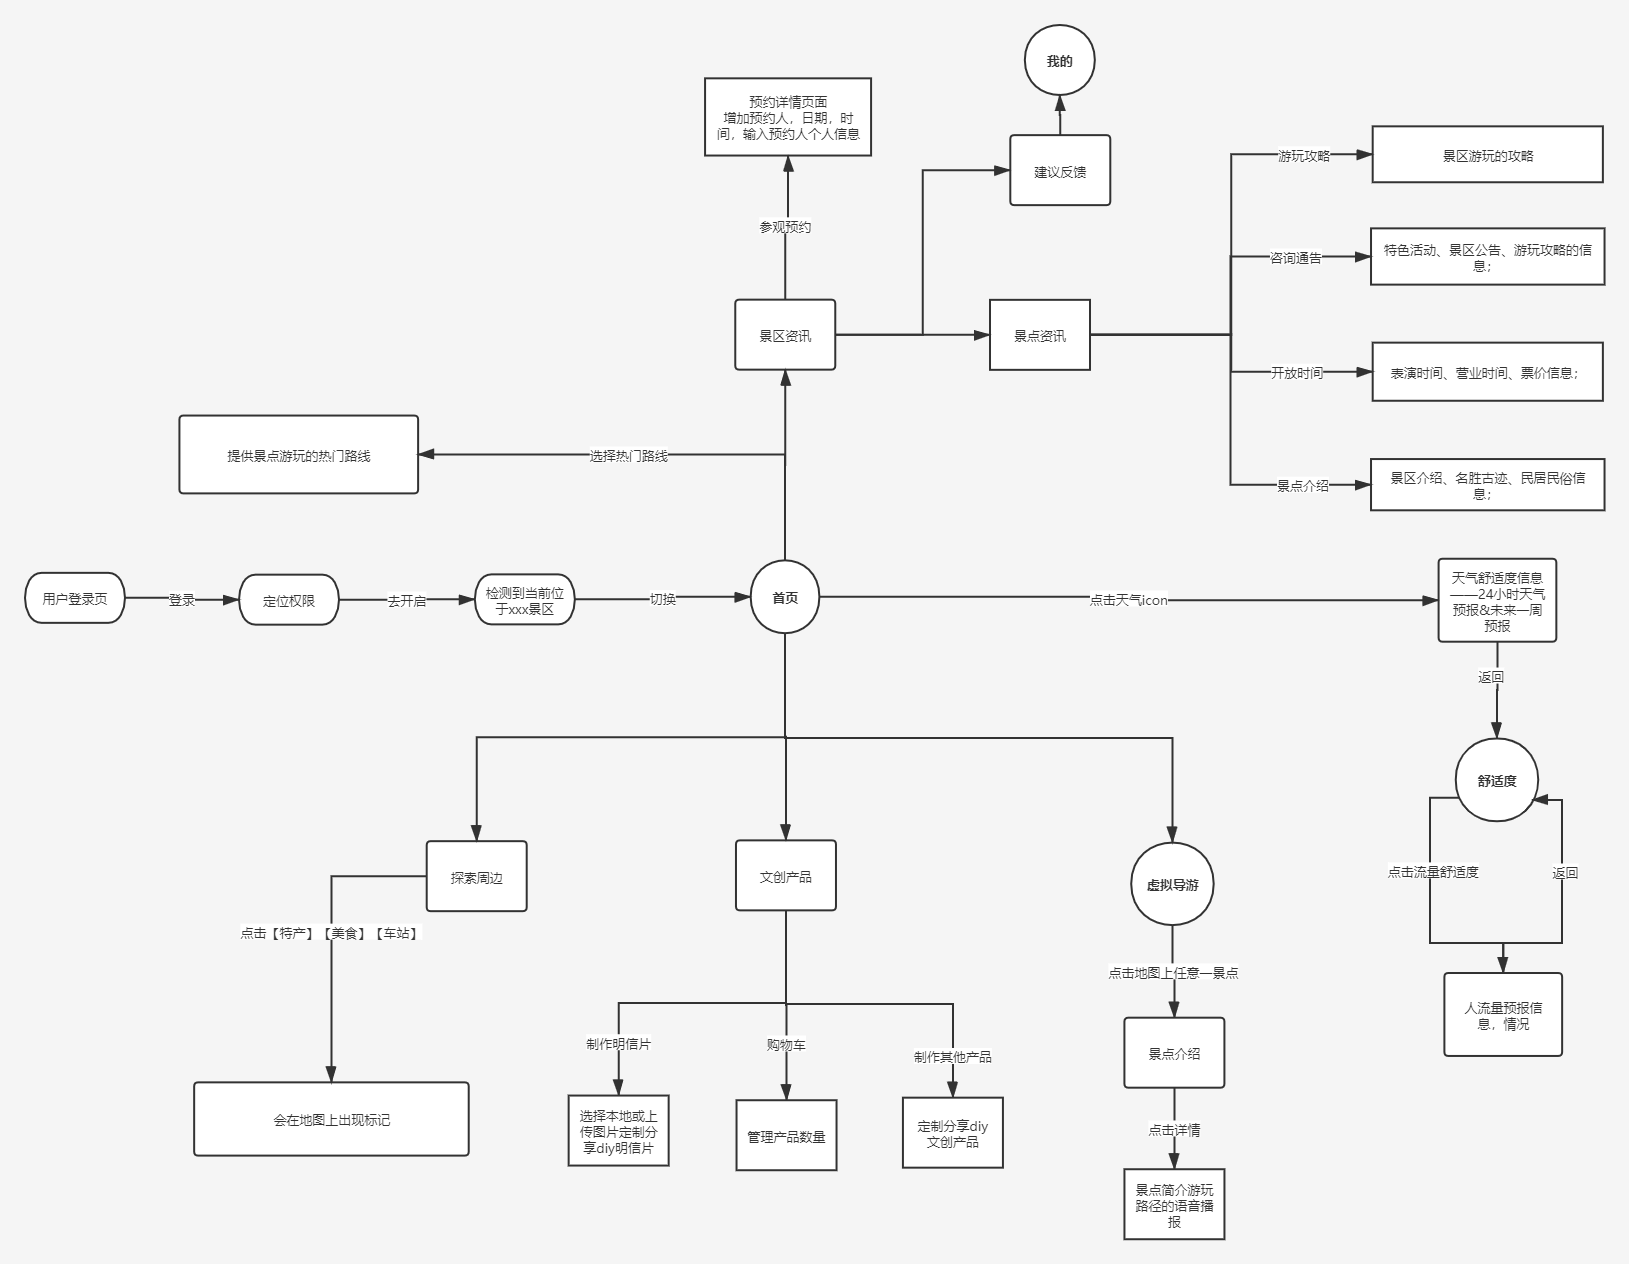 我的
预约详情页面
增加预约人，日期，时
间，输入预约人个人信息
建议反馈
游玩攻略
景区游玩的攻略
参观预约
咨询通告
特色活动、景区公告、游玩攻略的信
息；
景区资讯
景点资讯
开放时间
表演时间、营业时间、票价信息；
提供景点游玩的热门路线
选择热门路线
景点介绍
景区介绍、名胜古迹、民居民俗信
息；
用户登录页
登录
定位权限
去开启
检测到当前位
于xxx景区
切换
首页
点击天气icon
天气舒适度信息
——24小时天气
预报&未来一周
预报
返回
舒适度
点击流量舒适度
返回
探索周边
文创产品
虚拟导游
点击【特产】【美食】【车站】
点击地图上任意一景点
人流量预报信
息，情况
制作明信片
购物车
制作其他产品
景点介绍
会在地图上出现标记
选择本地或上
传图片定制分
享diy明信片
管理产品数量
定制分享diy
文创产品
点击详情
景点简介游玩
路径的语音播
报